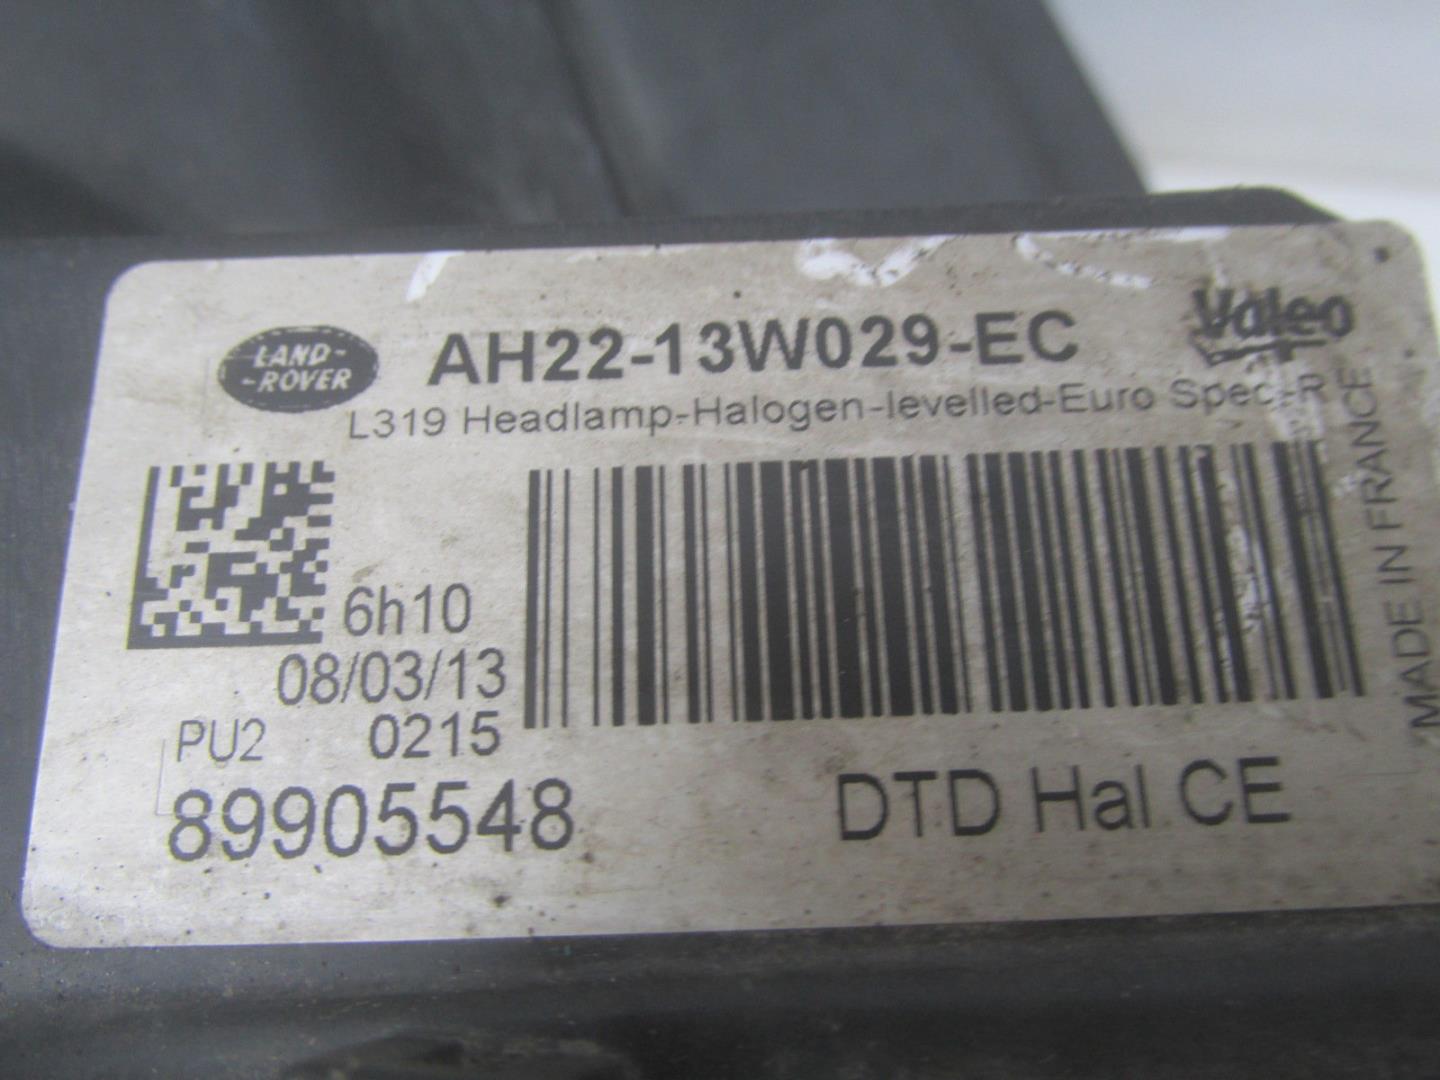 LAND-
-ROVER
AH22-13W029-EC
Valeo
L319 Headlamp-Halogen-levelled-Euro Spec-R
MADE IN FRANCE
6h10
08/03/13
PU2 0215
89905548
DTD Hal CE